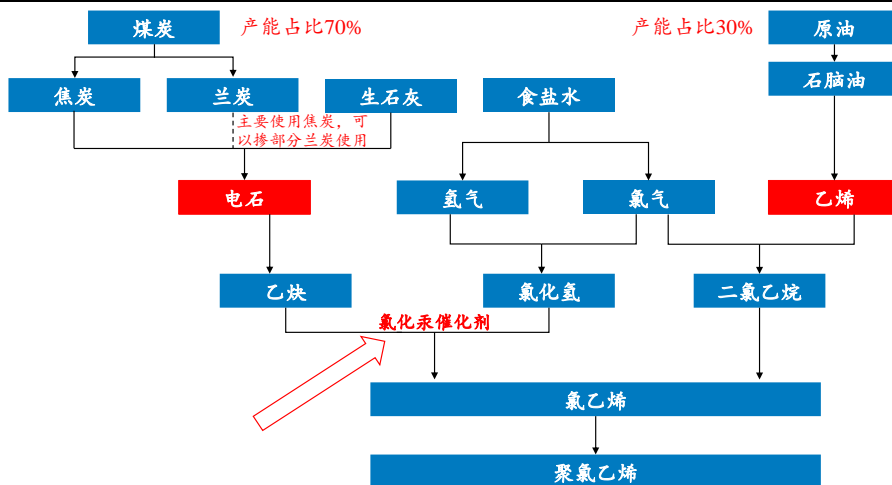 煤炭
产能占比70%
产能占比30%
原油
石脑油
焦炭
兰炭
生石灰
食盐水
主要使用焦炭，可
以掺部分兰炭使用
电石
氢气
氯气
乙烯
乙炔
氯化氢
二氯乙烷
氯化汞催化剂
氯乙烯
聚氯乙烯